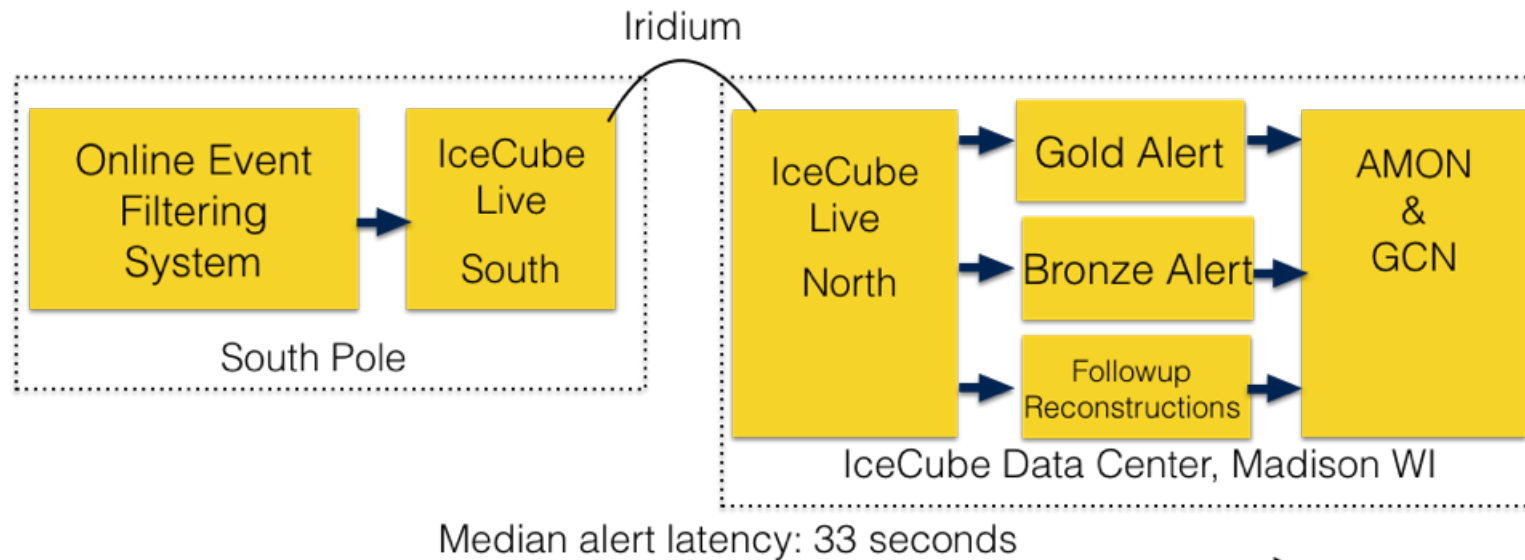 Iridium
Online Event
Filtering
System
IceCube
Live
South
South Pole
IceCube
Live
North
Gold Alert
Bronze Alert
Followup
Reconstructions
AMON
&
GCN
IceCube Data Center, Madison WI
Median alert latency: 33 seconds